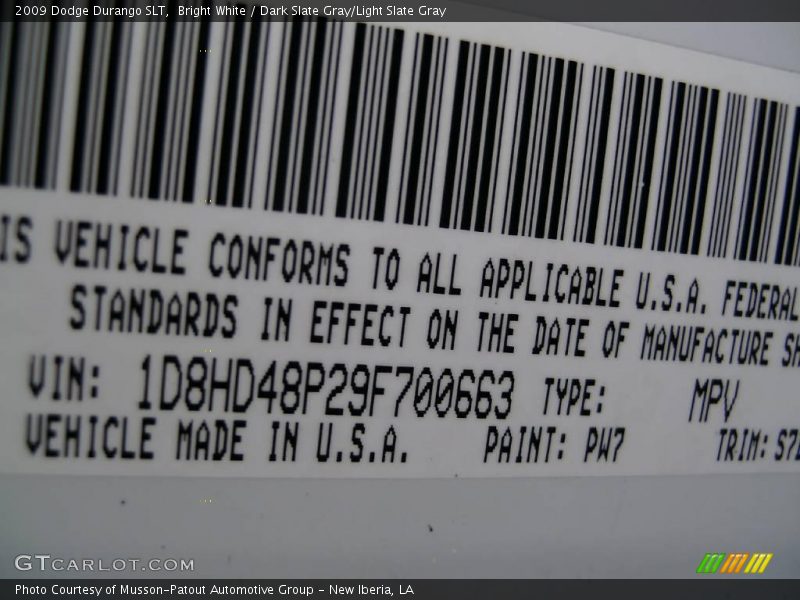 2009 Dodge Durango SLT, Bright White / Dark Slate Gray/Light Slate Gray
IS VEHICLE CONFORMS TO ALL APPLICABLE U.S.A. FEDERAL
STANDARDS IN EFFECT ON THE DATE OF MANUFACTURE SH
VIN: 1D8HD48P29F700663 TYPE: MPV
VEHICLE MADE IN U.S.A. PAINT: PW7 TRIM: S7
GTCARLOT.COM
Photo Courtesy of Musson-Patout Automotive Group - New Iberia, LA